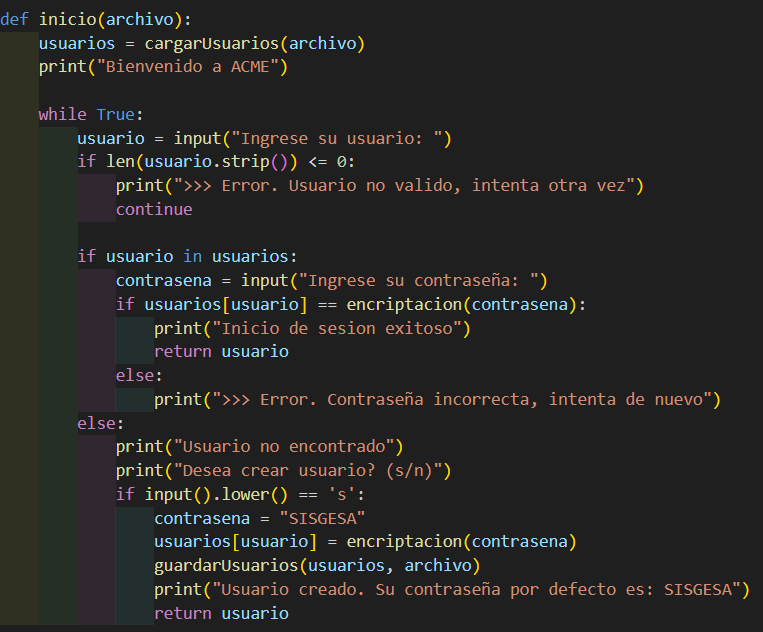 def inicio(archivo):
    usuarios = cargarUsuarios(archivo)
    print("Bienvenido a ACME")

    while True:
        usuario = input("Ingrese su usuario: ")
        if len(usuario.strip()) <= 0:
            print(">>> Error. Usuario no valido, intenta otra vez")
            continue

        if usuario in usuarios:
            contrasena = input("Ingrese su contraseña: ")
            if usuarios[usuario] == encriptacion(contrasena):
                print("Inicio de sesion exitoso")
                return usuario
            else:
                print(">>> Error. Contraseña incorrecta, intenta de nuevo")
        else:
            print("Usuario no encontrado")
            print("Desea crear usuario? (s/n)")
            if input().lower() == 's':
                contrasena = "SISGESA"
                usuarios[usuario] = encriptacion(contrasena)
                guardarUsuarios(usuarios, archivo)
                print("Usuario creado. Su contraseña por defecto es: SISGESA")
                return usuario